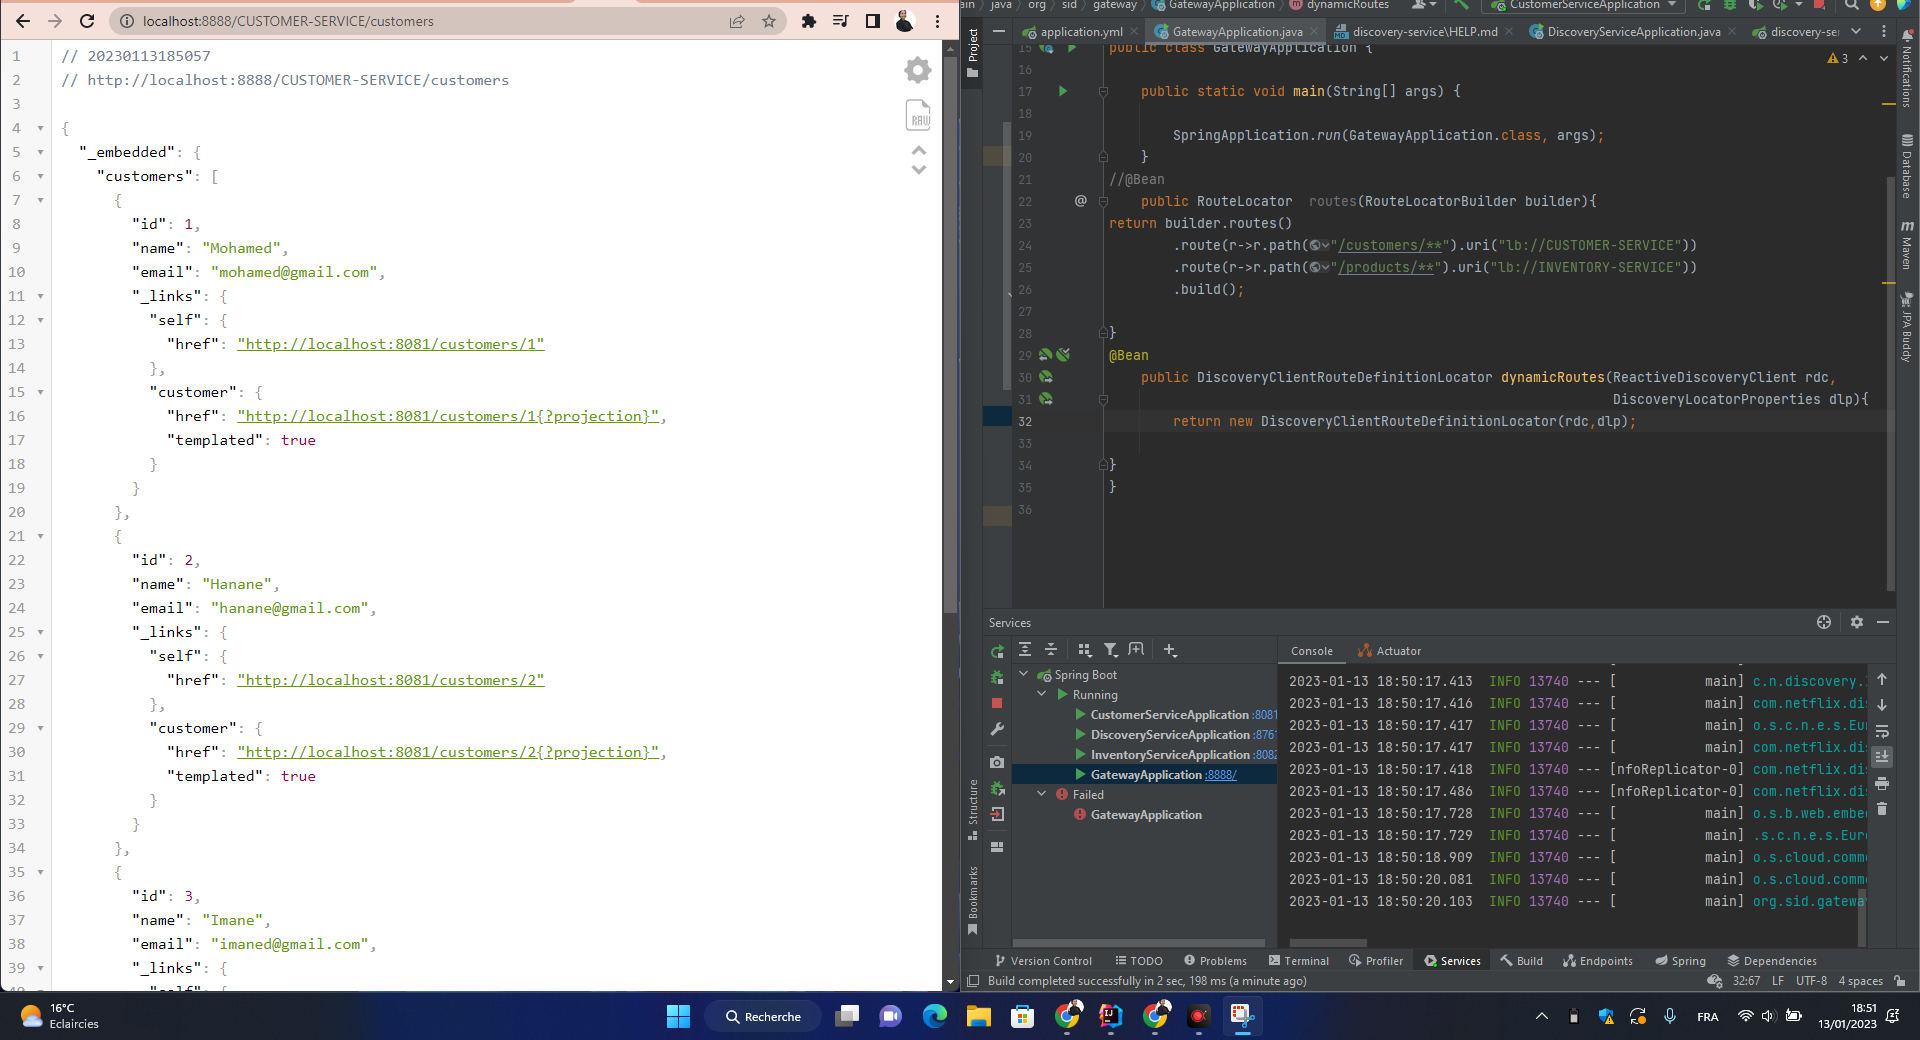 localhost:8888/CUSTOMER-SERVICE/customers
1 // 20230113185057
2 // http://localhost:8888/CUSTOMER-SERVICE/customers
3
4 {
5 "_embedded": {
6 "customers": [
7 {
8 "id": 1,
9 "name": "Mohamed",
10 "email": "mohamed@gmail.com",
11 "_links": {
12 "self": {
13 "href": "http://localhost:8081/customers/1"
14 },
15 "customer": {
16 "href": "http://localhost:8081/customers/1{?projection}",
17 "templated": true
18 }
19 }
20 },
21 {
22 "id": 2,
23 "name": "Hanane",
24 "email": "hanane@gmail.com",
25 "_links": {
26 "self": {
27 "href": "http://localhost:8081/customers/2"
28 },
29 "customer": {
30 "href": "http://localhost:8081/customers/2{?projection}",
31 "templated": true
32 }
33 }
34 },
35 {
36 "id": 3,
37 "name": "Imane",
38 "email": "imaned@gmail.com",
39 "_links": {
"self": {
RAW
java org sid gateway GatewayApplication dynamicRoutes CustomerServiceApplication
Project
application.yml GatewayApplication.java discovery-service\HELP.md DiscoveryServiceApplication.java discovery-se
3
15 public class GatewayApplication {
16
17 public static void main(String[] args) {
18
19 SpringApplication.run(GatewayApplication.class, args);
20 }
21 //@Bean
22 public RouteLocator routes(RouteLocatorBuilder builder){
23 return builder.routes()
24 .route(r->r.path("/customers/**").uri("lb://CUSTOMER-SERVICE"))
25 .route(r->r.path("/products/**").uri("lb://INVENTORY-SERVICE"))
26 .build();
27
28 }
29 @Bean
30 public DiscoveryClientRouteDefinitionLocator dynamicRoutes(ReactiveDiscoveryClient rdc,
31 DiscoveryLocatorProperties dlp){
32 return new DiscoveryClientRouteDefinitionLocator(rdc,dlp);
33
34 }
35 }
36
Notifications
Database
Maven
JPA Buddy
Structure
Bookmarks
Services
Console Actuator
Spring Boot
Running
CustomerServiceApplication :8081
DiscoveryServiceApplication :876
InventoryServiceApplication :8082
GatewayApplication :8888/
Failed
GatewayApplication
2023-01-13 18:50:17.413 INFO 13740 --- [ main] c.n.discovery.
2023-01-13 18:50:17.416 INFO 13740 --- [ main] com.netflix.di
2023-01-13 18:50:17.417 INFO 13740 --- [ main] o.s.c.n.e.s.Eu
2023-01-13 18:50:17.417 INFO 13740 --- [ main] com.netflix.di
2023-01-13 18:50:17.418 INFO 13740 --- [nfoReplicator-0] com.netflix.di
2023-01-13 18:50:17.486 INFO 13740 --- [nfoReplicator-0] com.netflix.di
2023-01-13 18:50:17.728 INFO 13740 --- [ main] o.s.b.web.embe
2023-01-13 18:50:17.729 INFO 13740 --- [ main] .s.c.n.e.s.Eur
2023-01-13 18:50:18.909 INFO 13740 --- [ main] o.s.cloud.comm
2023-01-13 18:50:20.081 INFO 13740 --- [ main] o.s.cloud.comm
2023-01-13 18:50:20.103 INFO 13740 --- [ main] org.sid.gatewa
Version Control TODO Problems Terminal Profiler Services Build Endpoints Spring Dependencies
Build completed successfully in 2 sec, 198 ms (a minute ago) 32:67 LF UTF-8 4 spaces
16°C
Eclaircies
Recherche
FRA
18:51
13/01/2023